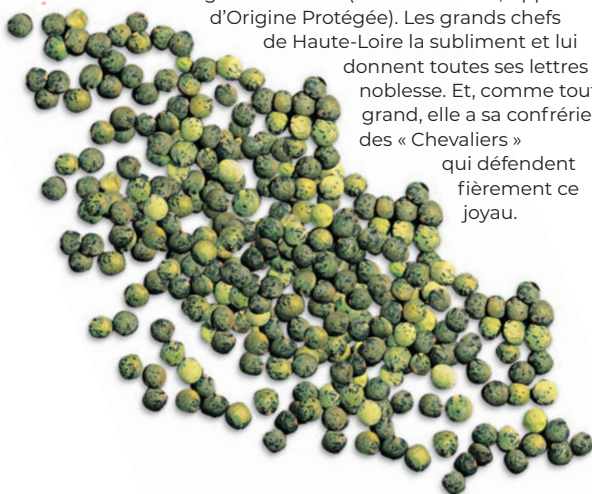 d'Origine Protégée). Les grands chefs
de Haute-Loire la subliment et lui
donnent toutes ses lettres
noblesse. Et, comme tout
grand, elle a sa confrérie
des « Chevaliers »
qui défendent
fièrement ce
joyau.